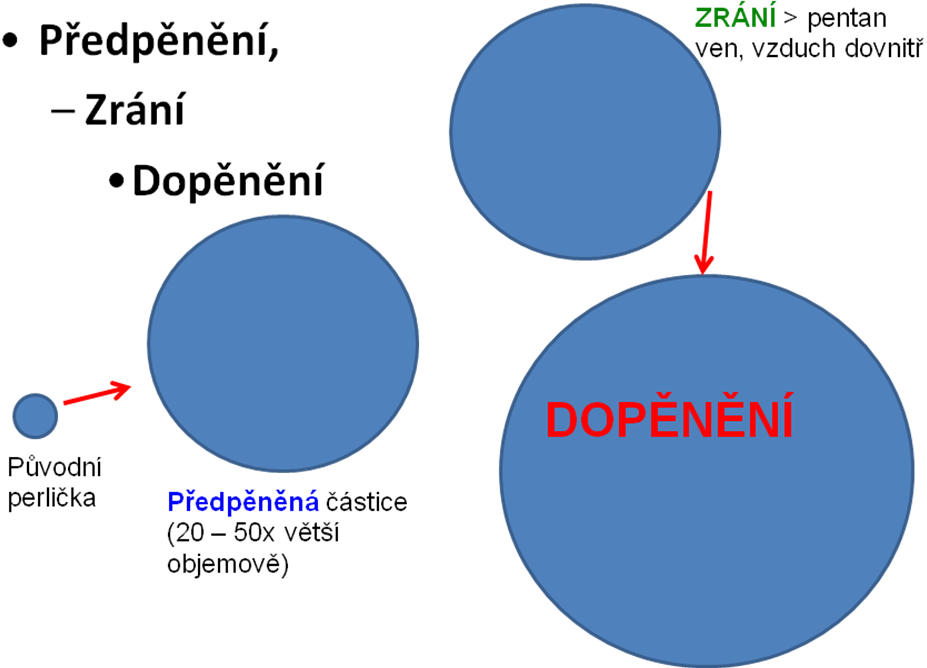 • Předpěnění,
– Zrání
•Dopěnění
ZRÁNÍ > pentan
ven, vzduch dovnitř
DOPĚNĚNÍ
Původní
perlička
Předpěněná částice
(20 – 50x větší
objemově)